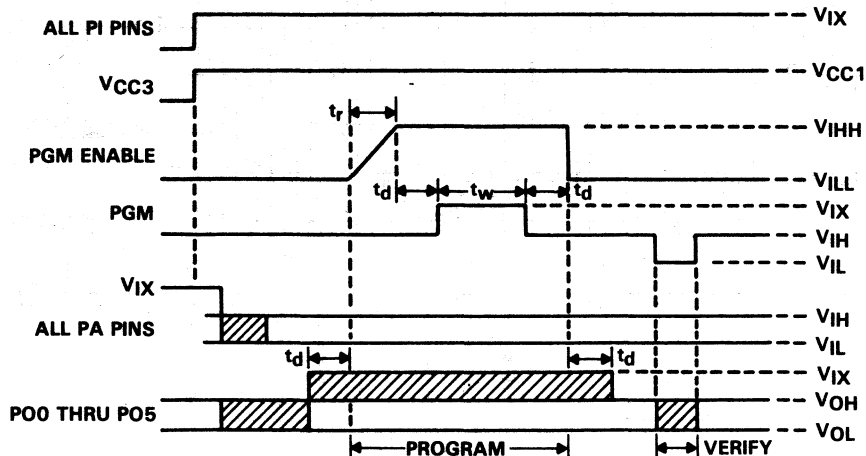 ALL PI PINS
VIX
VCC3
VCC1
tr
VIHH
PGM ENABLE
VILL
td tw td
PGM
VIX
VIH
VIL
VIX
ALL PA PINS
VIH
VIL
td td
VIX
PO0 THRU PO5
VOH
VOL
PROGRAM VERIFY